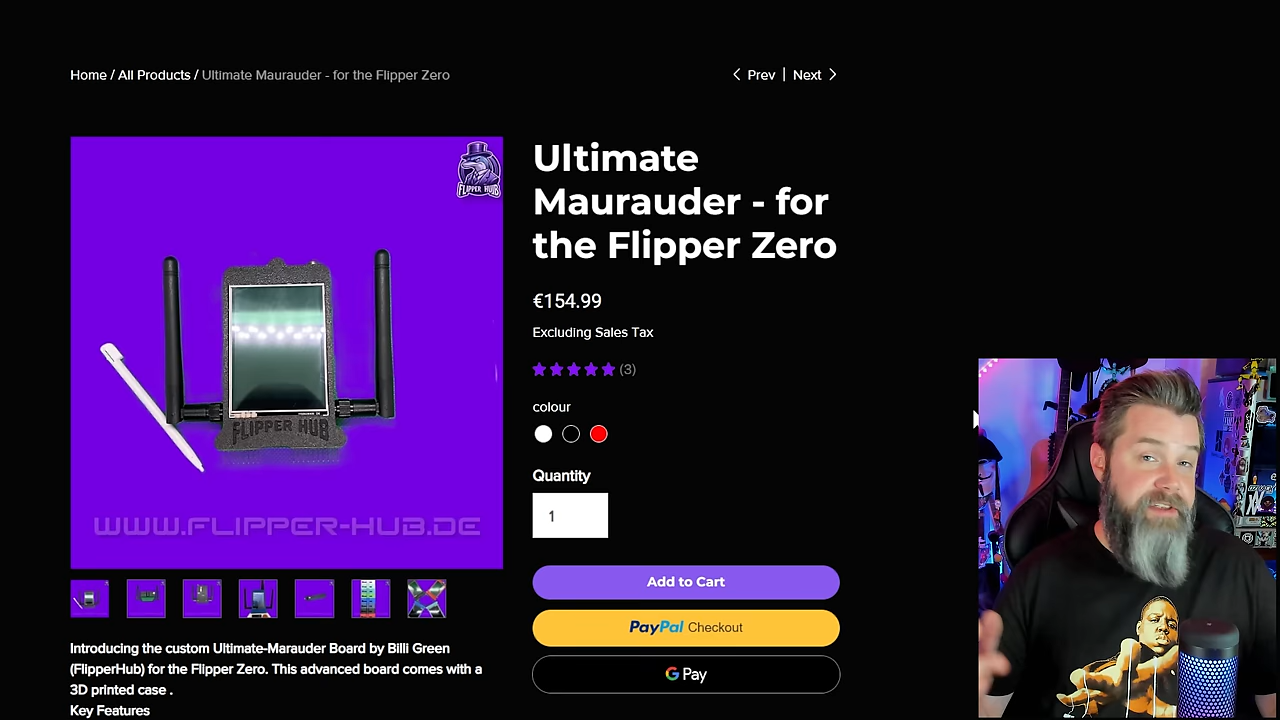 Home / All Products / Ultimate Maurauder - for the Flipper Zero
Prev | Next
FLIPPER HUB
FLIPPER HUB
WWW.FLIPPER-HUB.DE
Ultimate
Maurauder - for
the Flipper Zero
€154.99
Excluding Sales Tax
(3)
colour
Quantity
1
Add to Cart
PayPal Checkout
G Pay
Introducing the custom Ultimate-Marauder Board by Billi Green
(FlipperHub) for the Flipper Zero. This advanced board comes with a
3D printed case .
Key Features